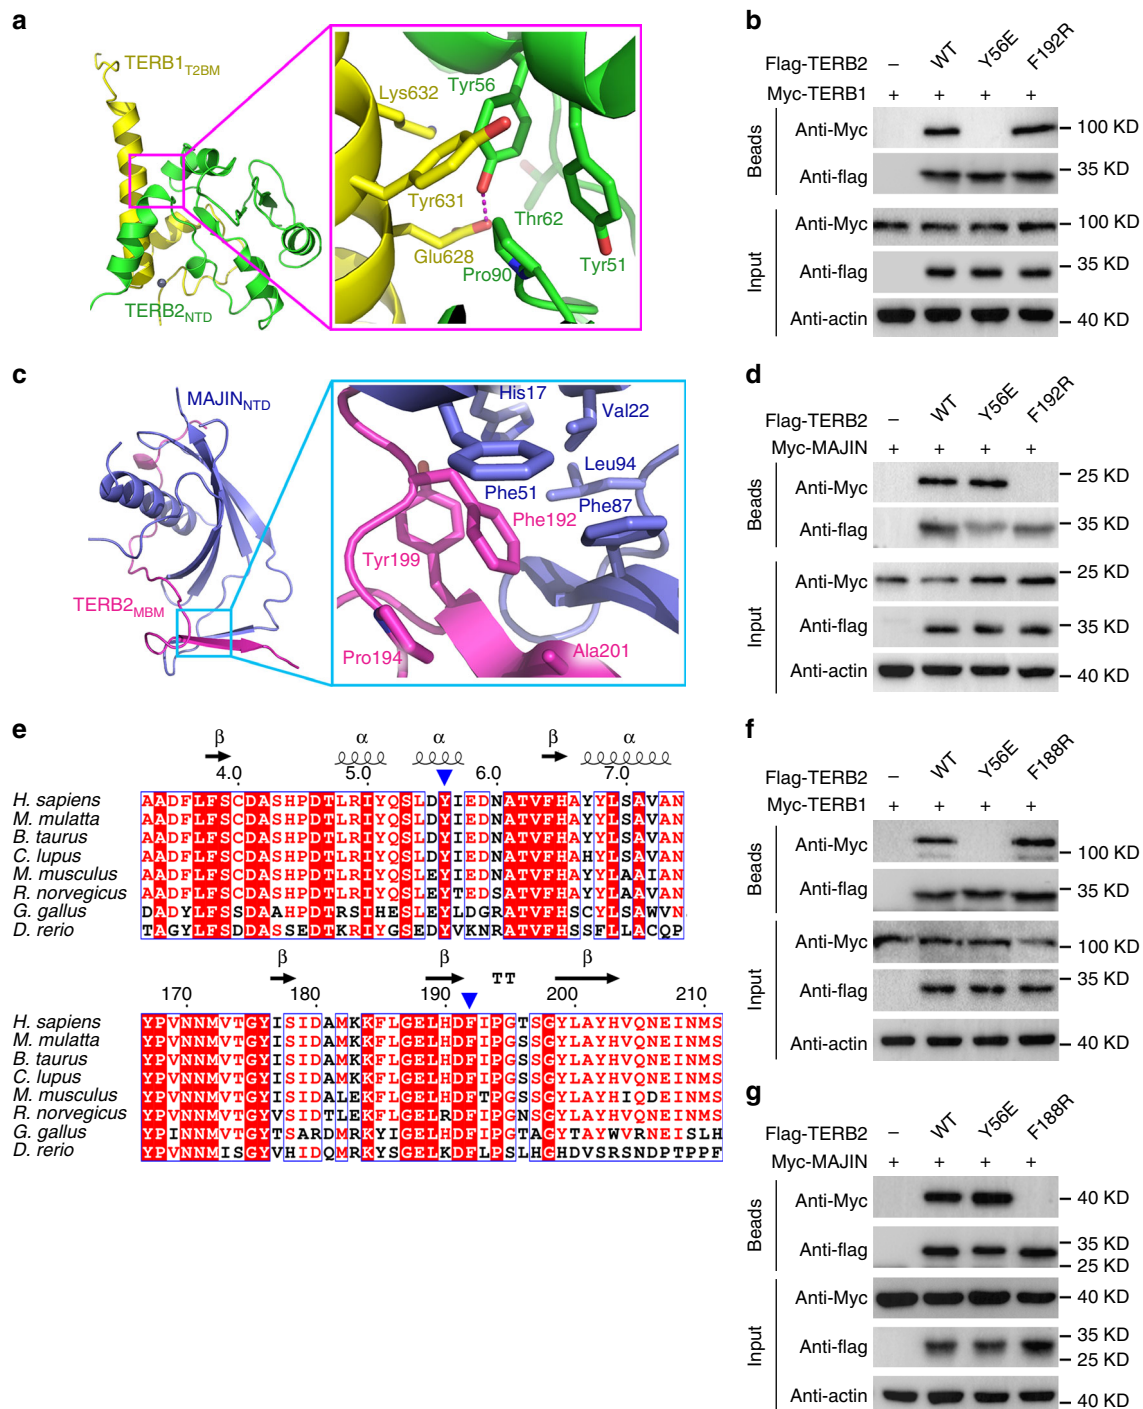 a
TERB1T2BM
TERB2NTD
Lys632
Tyr56
Tyr631
Thr62
Glu628
Pro90
Tyr51
b
Flag-TERB2 – WT Y56E F192R
Myc-TERB1 + + + +
Beads
Anti-Myc 100 KD
Anti-flag 35 KD
Input
Anti-Myc 100 KD
Anti-flag 35 KD
Anti-actin 40 KD
c
MAJINNTD
TERB2MBM
His17
Val22
Leu94
Phe51
Phe87
Phe192
Tyr199
Pro194
Ala201
d
Flag-TERB2 – WT Y56E F192R
Myc-MAJIN + + + +
Beads
Anti-Myc 25 KD
Anti-flag 35 KD
Input
Anti-Myc 25 KD
Anti-flag 35 KD
Anti-actin 40 KD
e
β α α β α
4.0 5.0 6.0 7.0
H. sapiens AADFLFSCDASHPDTLRIYQSLDYIEDNATVFHAYYLSAVAN
M. mulatta AADFLFSCDASHPDTLRIYQSLDYIEDNATVFHAYYLSAVAN
B. taurus AADFLFSCDASHPDTLRIYQSLDYIEDNATVFHAYYLSAVAN
C. lupus AADFLFSCDASHPDTLRIYQSLDYIEDNATVFHAHYLSAVAN
M. musculus AADFLFSCDASHPDTLRIYQSLEYIEDNATVFHAYYLAAIAN
R. norvegicus AADFLFSCDASHPDTLRIYQSLEYTEDSATVFHAYYLAAVAN
G. gallus DADYLFSSDAAHPDTRSIHESLEYLDGRATVFHSCYLSAWVN
D. rerio TAGYLFSDDASSEDTKRIYGSEDYVKNRATVFHSSFLLACQP
β β TT β
170 180 190 200 210
H. sapiens YPVNNMVTGYISIDAMKKFLGELHDFIPGTSGYLAYHVQNEINMS
M. mulatta YPVNNMVTGYISIDAMKKFLGELHDFIPGSSGYLAYHVQNEINMS
B. taurus YPVNNMVTGYISIDAMKKFLGELHDFIPGSSGYLAYHVQNEINMS
C. lupus YPVNNMVTGYISIDAMKKFLGELHDFIPGSSGYLAYHVQNEINMS
M. musculus YPVNNMVTGYISIDALEKFLGELHDFTPGSSGYLAYHIQDEINMS
R. norvegicus YPVNNMVTGYVSIDTLEKFLGELRDFIPGNSGYLAYHVQNEINMS
G. gallus YPINNMVTGYTSARDMRKYIGELHDFIPGTAGYTAYWVRNEISLH
D. rerio YPVNNMISGYVHIDQMRKYSGELKDFLPSLHGHDVSRSNDPTPPF
f
Flag-TERB2 – WT Y56E F188R
Myc-TERB1 + + + +
Beads
Anti-Myc 100 KD
Anti-flag 35 KD
Input
Anti-Myc 100 KD
Anti-flag 35 KD
Anti-actin 40 KD
g
Flag-TERB2 – WT Y56E F188R
Myc-MAJIN + + + +
Beads
Anti-Myc 40 KD
Anti-flag 35 KD
25 KD
Input
Anti-Myc 40 KD
Anti-flag 35 KD
25 KD
Anti-actin 40 KD